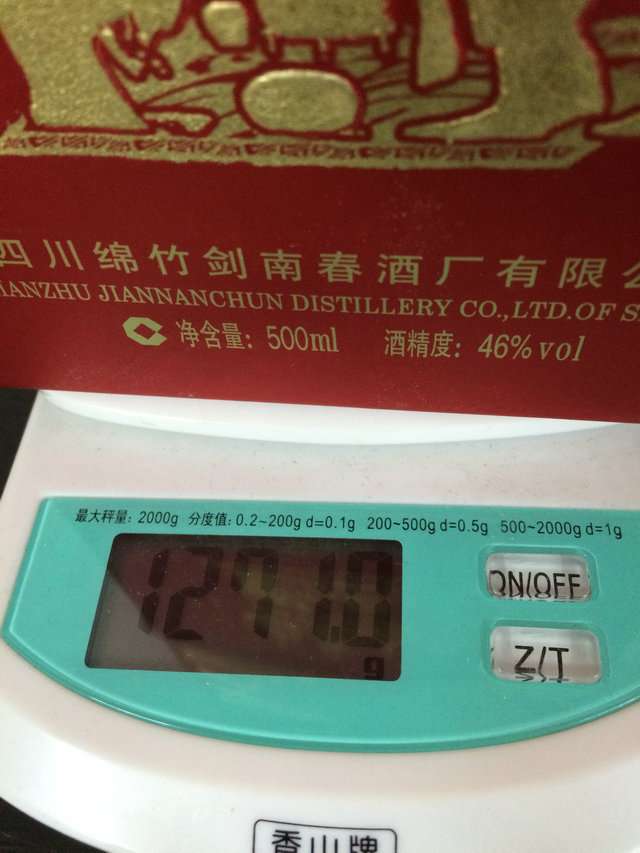 四川绵竹剑南春酒厂有限
IANZHU JIANNANCHUN DISTILLERY CO.,LTD.OF S
净含量: 500ml 酒精度: 46%vol
最大秤量: 2000g 分度值: 0.2~200g d=0.1g 200~500g d=0.5g 500~2000g d=1g
1271.0
g
ON/OFF
Z/T
香山牌